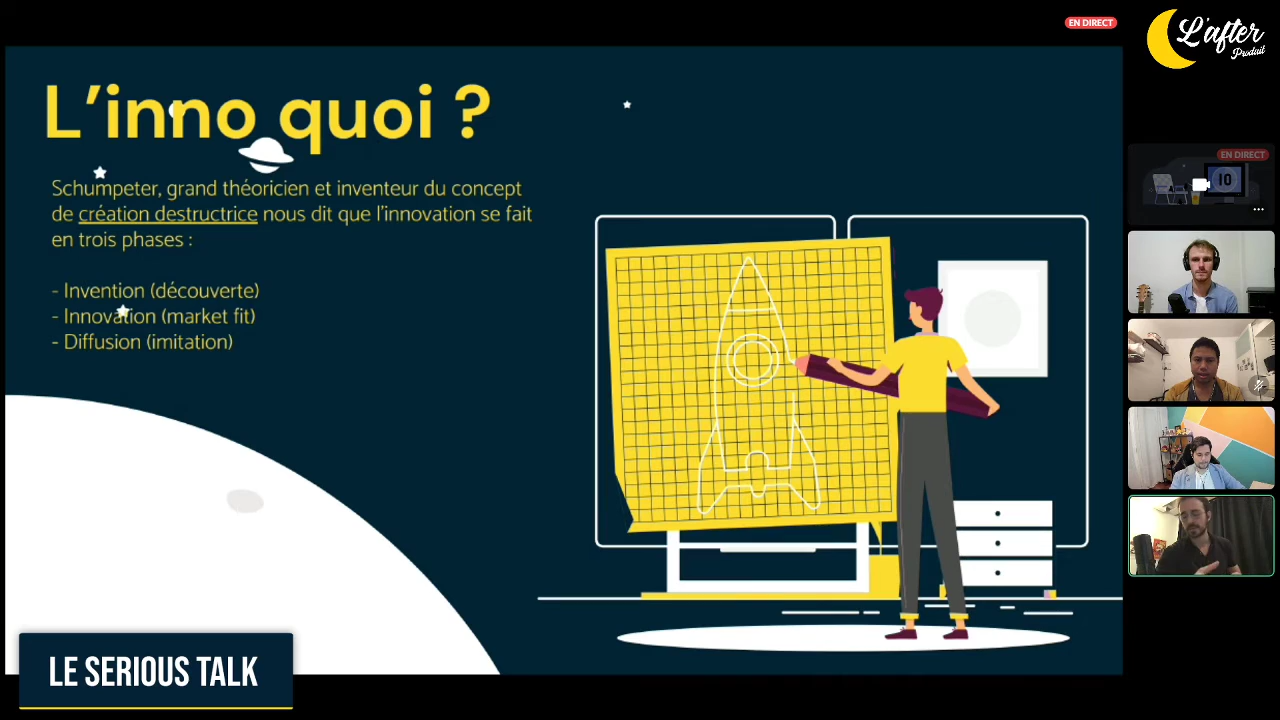 EN DIRECT
L'after
Produit
L'inno quoi ?
Schumpeter, grand théoricien et inventeur du concept
de création destructrice nous dit que l'innovation se fait
en trois phases :
- Invention (découverte)
- Innovation (market fit)
- Diffusion (imitation)
EN DIRECT
10
LE SERIOUS TALK